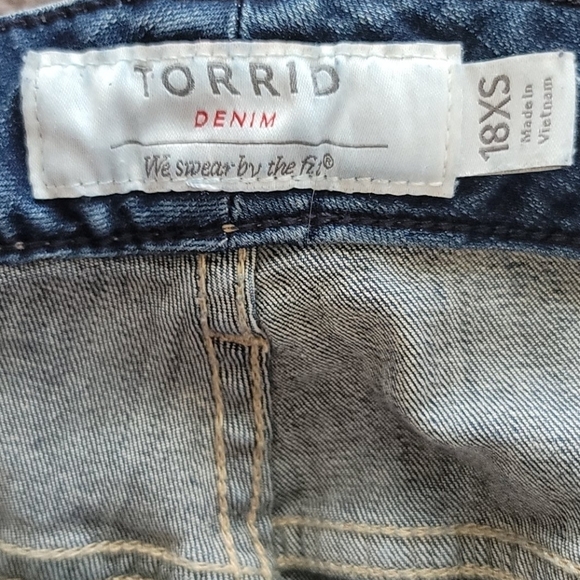 TORRID
DENIM
We swear by the fit®
18XS
Made in
Vietnam